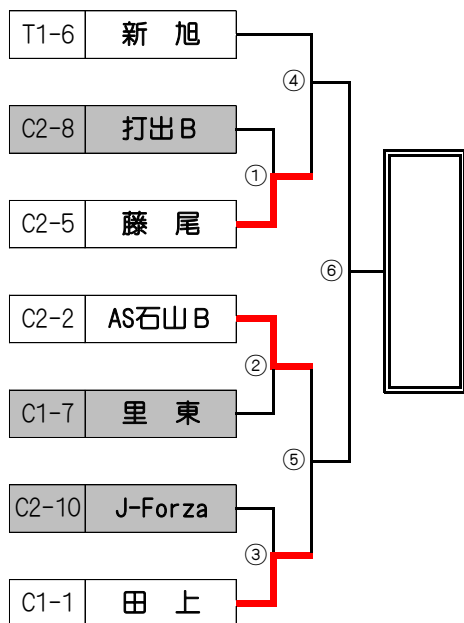 T1-6 新 旭
④
C2-8 打出B
①
C2-5 藤 尾
⑥
C2-2 AS石山B
②
C1-7 里 東
⑤
C2-10 J-Forza
③
C1-1 田 上